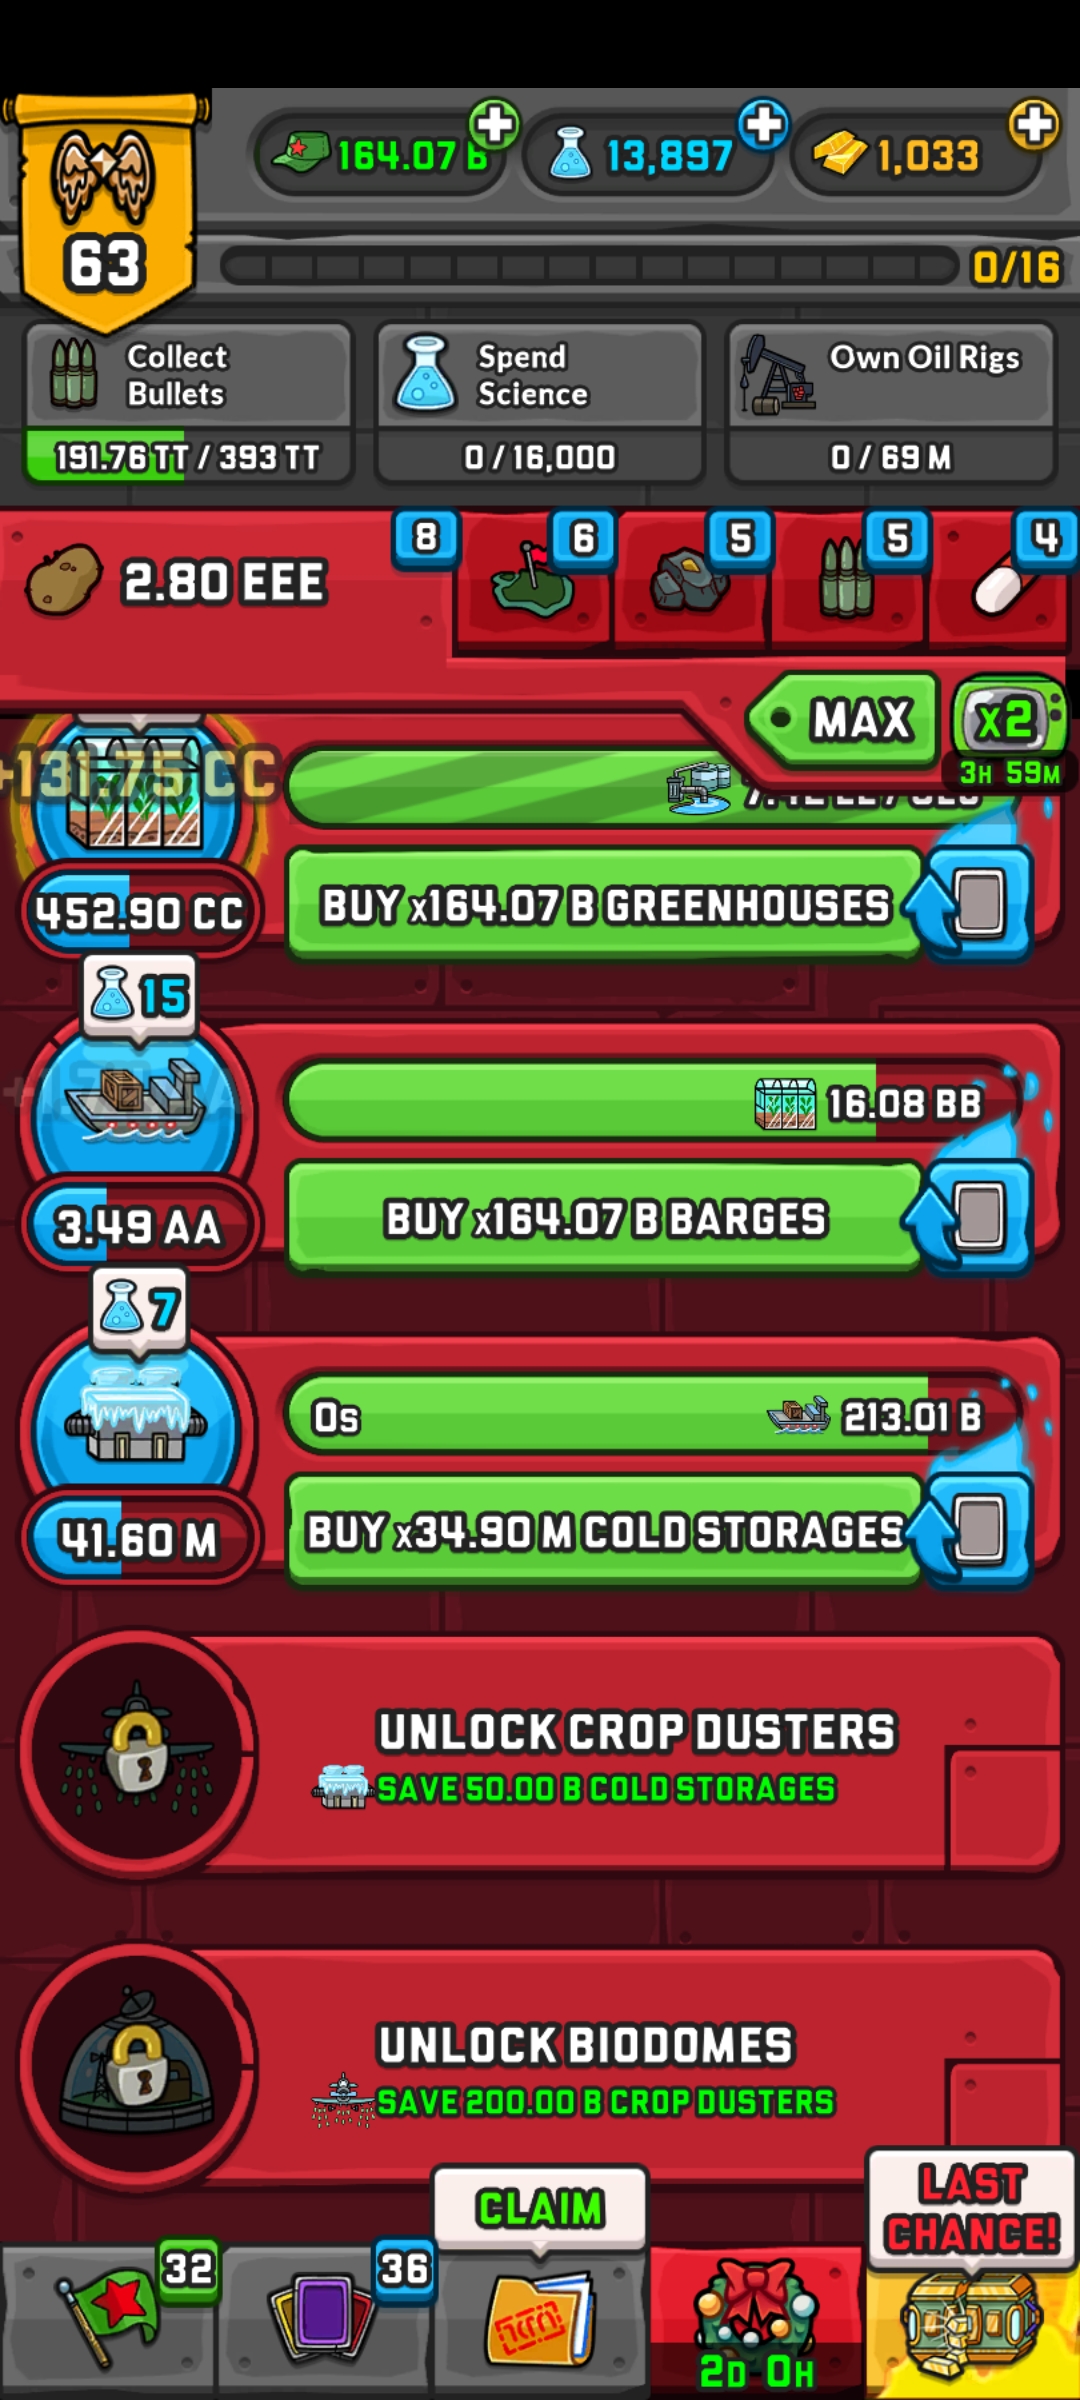 164.07 B
13,897
1,033
63
0/16
Collect
Bullets
191.76 TT / 393 TT
Spend
Science
0 / 16,000
Own Oil Rigs
0 / 69 M
2.80 EEE
8
6
5
5
4
MAX
x2
3H 59M
+131.75 CC
452.90 CC
BUY x164.07 B GREENHOUSES
15
16.08 BB
3.49 AA
BUY x164.07 B BARGES
7
0s
213.01 B
41.60 M
BUY x34.90 M COLD STORAGES
UNLOCK CROP DUSTERS
SAVE 50.00 B COLD STORAGES
UNLOCK BIODOMES
SAVE 200.00 B CROP DUSTERS
CLAIM
LAST
CHANCE!
32
36
2D 0H